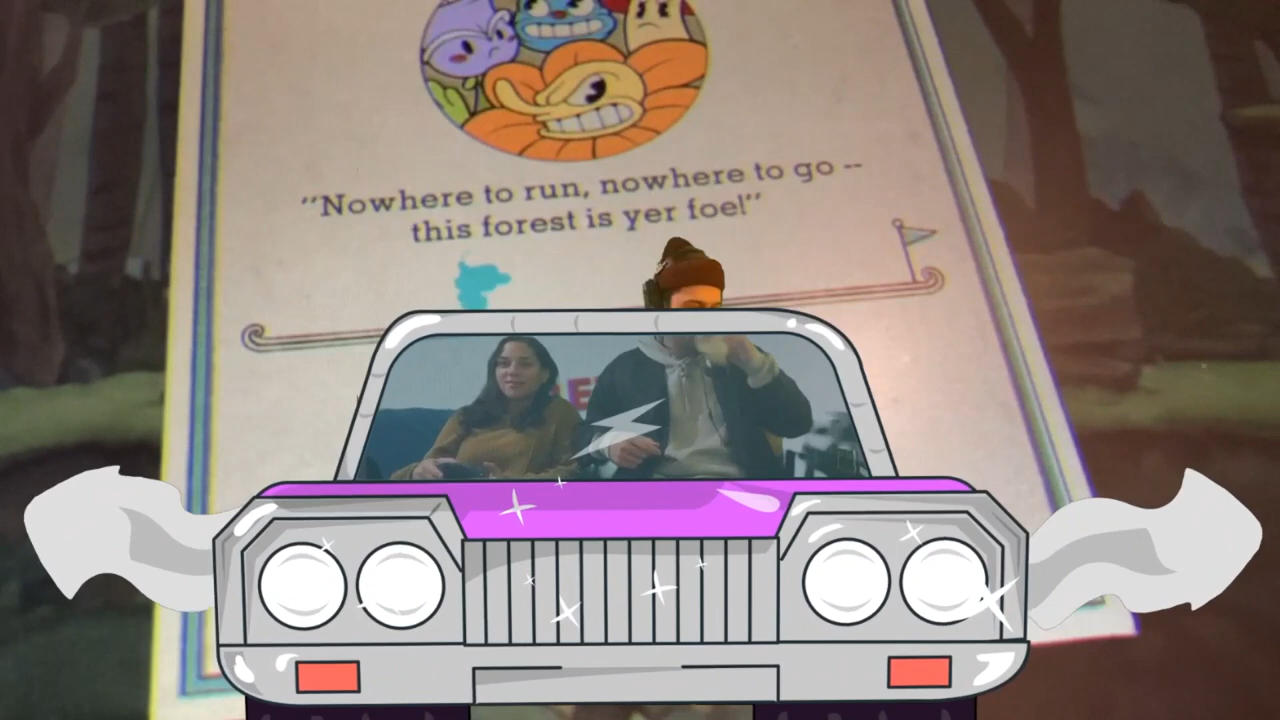 "Nowhere to run, nowhere to go --
this forest is yer foe!"